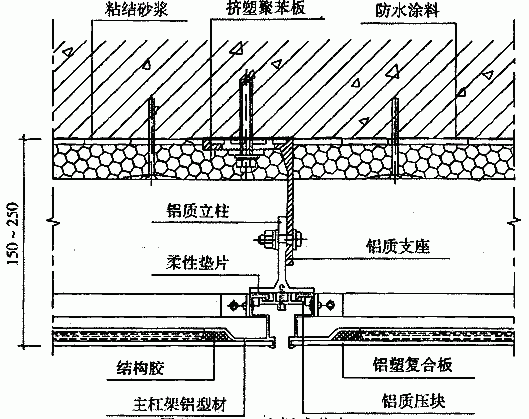 粘结砂浆
挤塑聚苯板
防水涂料
150~250
铝质立柱
铝质支座
柔性垫片
结构胶
铝塑复合板
主杠架铝型材
铝质压块